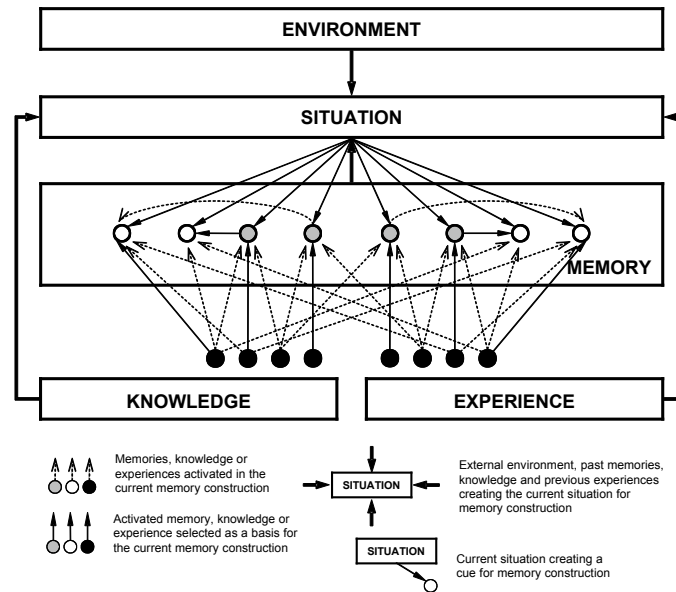 ENVIRONMENT
SITUATION
MEMORY
KNOWLEDGE
EXPERIENCE
Memories, knowledge or
experiences activated in the
current memory construction
Activated memory, knowledge or
experience selected as a basis for
the current memory construction
SITUATION
External environment, past memories,
knowledge and previous experiences
creating the current situation for
memory construction
SITUATION
Current situation creating a
cue for memory construction